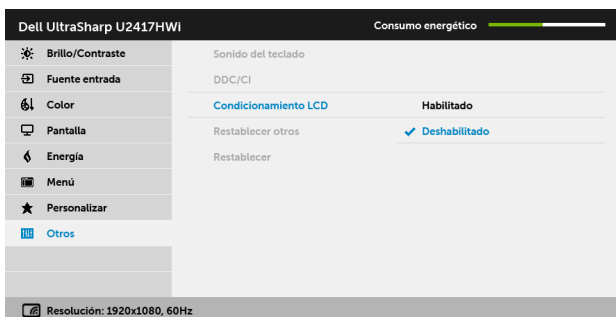 Dell UltraSharp U2417HWi
Consumo energético
Brillo/Contraste
Sonido del teclado
Fuente entrada
DDC/CI
Color
Condicionamiento LCD
Habilitado
Pantalla
Restablecer otros
Deshabilitado
Energía
Restablecer
Menú
Personalizar
Otros
Resolución: 1920x1080, 60Hz